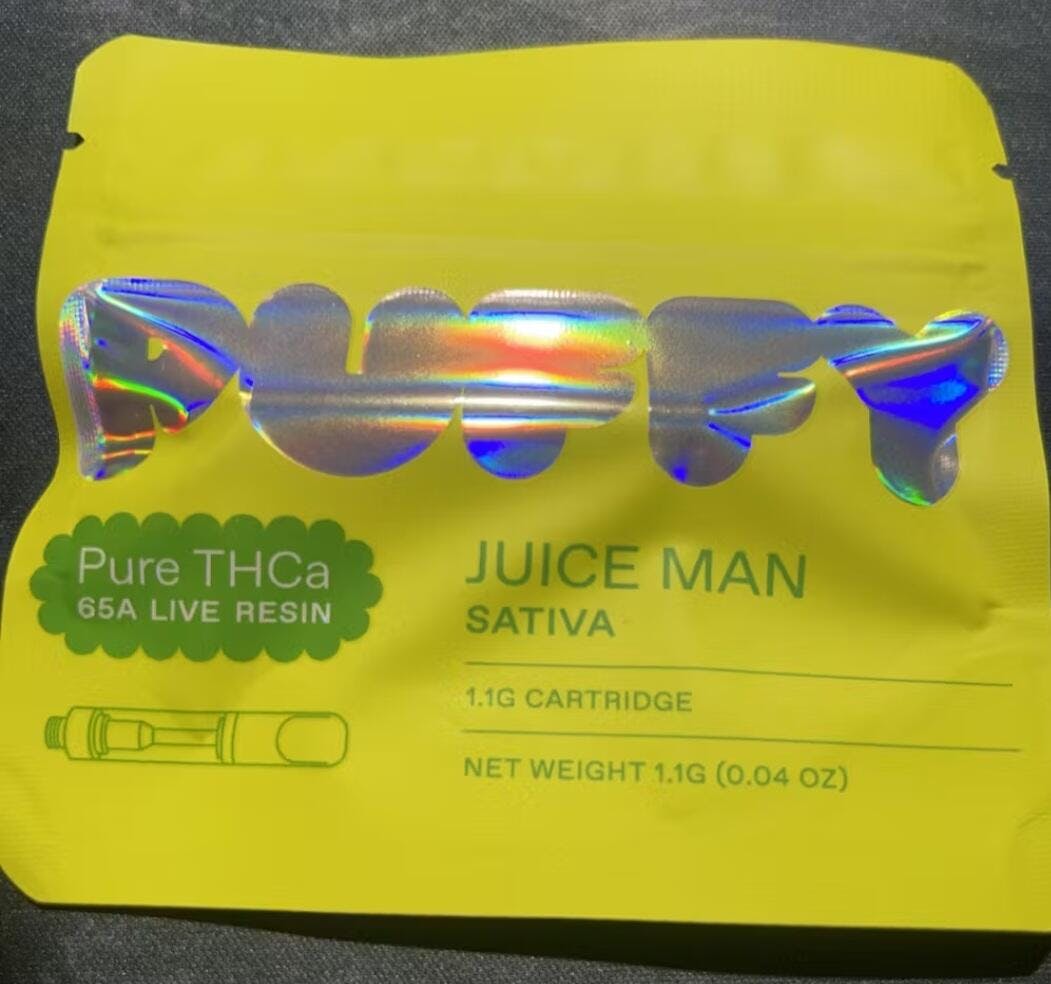 PUFFY
Pure THCa
65A LIVE RESIN
JUICE MAN
SATIVA
1.1G CARTRIDGE
NET WEIGHT 1.1G (0.04 OZ)